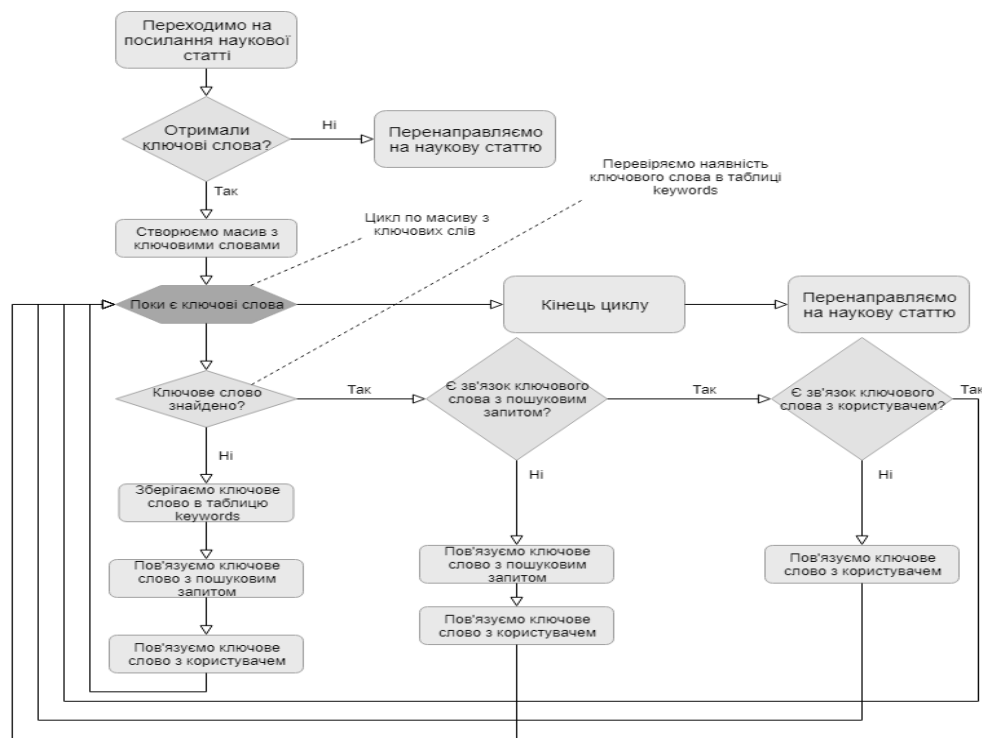 Переходимо на
посилання наукової
статті
Отримали
ключові слова?
Ні
Перенаправляємо
на наукову статтю
Так
Перевіряємо наявність
ключового слова в таблиці
keywords
Створюємо масив з
ключовими словами
Цикл по масиву з
ключових слів
Поки є ключові слова
Кінець циклу
Перенаправляємо
на наукову статтю
Ключове слово
знайдено?
Так
Є зв'язок ключового
слова з пошуковим
запитом?
Так
Є зв'язок ключового
слова з користувачем?
Так
Ні
Ні
Ні
Зберігаємо ключове
слово в таблицю
keywords
Пов'язуємо ключове
слово з пошуковим
запитом
Пов'язуємо ключове
слово з користувачем
Пов'язуємо ключове
слово з пошуковим
запитом
Пов'язуємо ключове
слово з користувачем
Пов'язуємо ключове
слово з користувачем